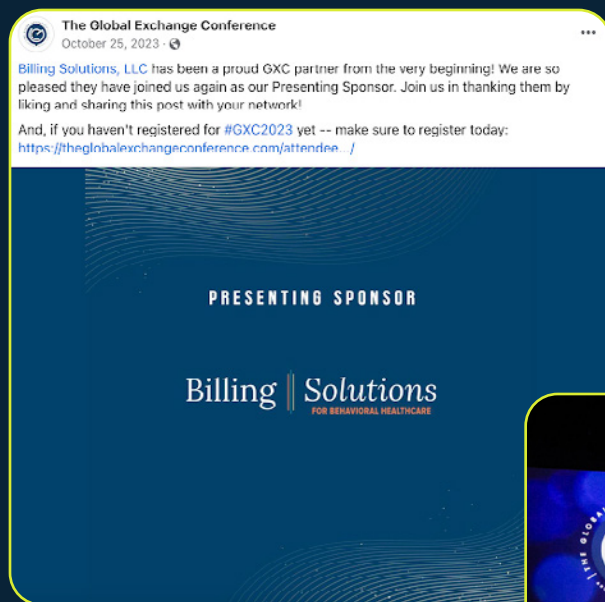 The Global Exchange Conference
October 25, 2023 ·
Billing Solutions, LLC has been a proud GXC partner from the very beginning! We are so
pleased they have joined us again as our Presenting Sponsor. Join us in thanking them by
liking and sharing this post with your network!
And, if you haven't registered for #GXC2023 yet -- make sure to register today:
https://theglobalexchangeconference.com/attendee.../
PRESENTING SPONSOR
Billing Solutions
FOR BEHAVIORAL HEALTHCARE
THE GLOBAL